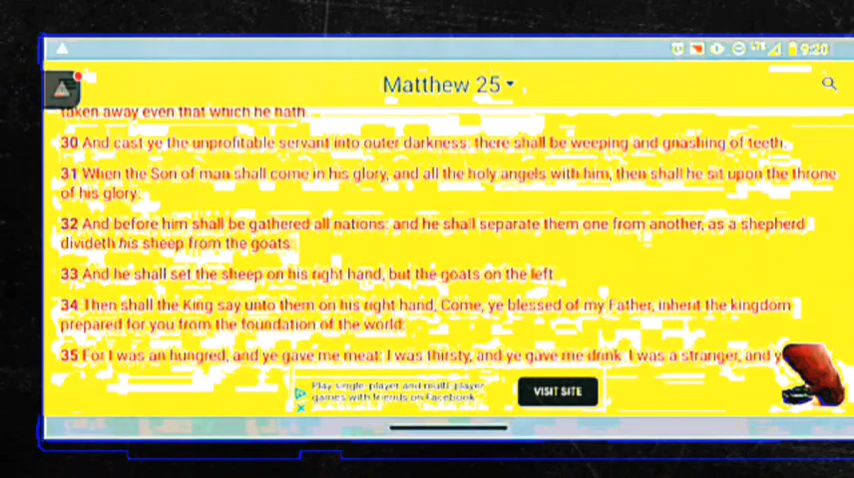 9:20
Matthew 25
taken away even that which he hath.
30 And cast ye the unprofitable servant into outer darkness: there shall be weeping and gnashing of teeth.
31 When the Son of man shall come in his glory, and all the holy angels with him, then shall he sit upon the throne
of his glory:
32 And before him shall be gathered all nations: and he shall separate them one from another, as a shepherd
divideth his sheep from the goats:
33 And he shall set the sheep on his right hand, but the goats on the left.
34 Then shall the King say unto them on his right hand, Come, ye blessed of my Father, inherit the kingdom
prepared for you from the foundation of the world:
35 For I was an hungred, and ye gave me meat: I was thirsty, and ye gave me drink: I was a stranger, and y
Play single-player and multi-player
games with friends on Facebook
VISIT SITE